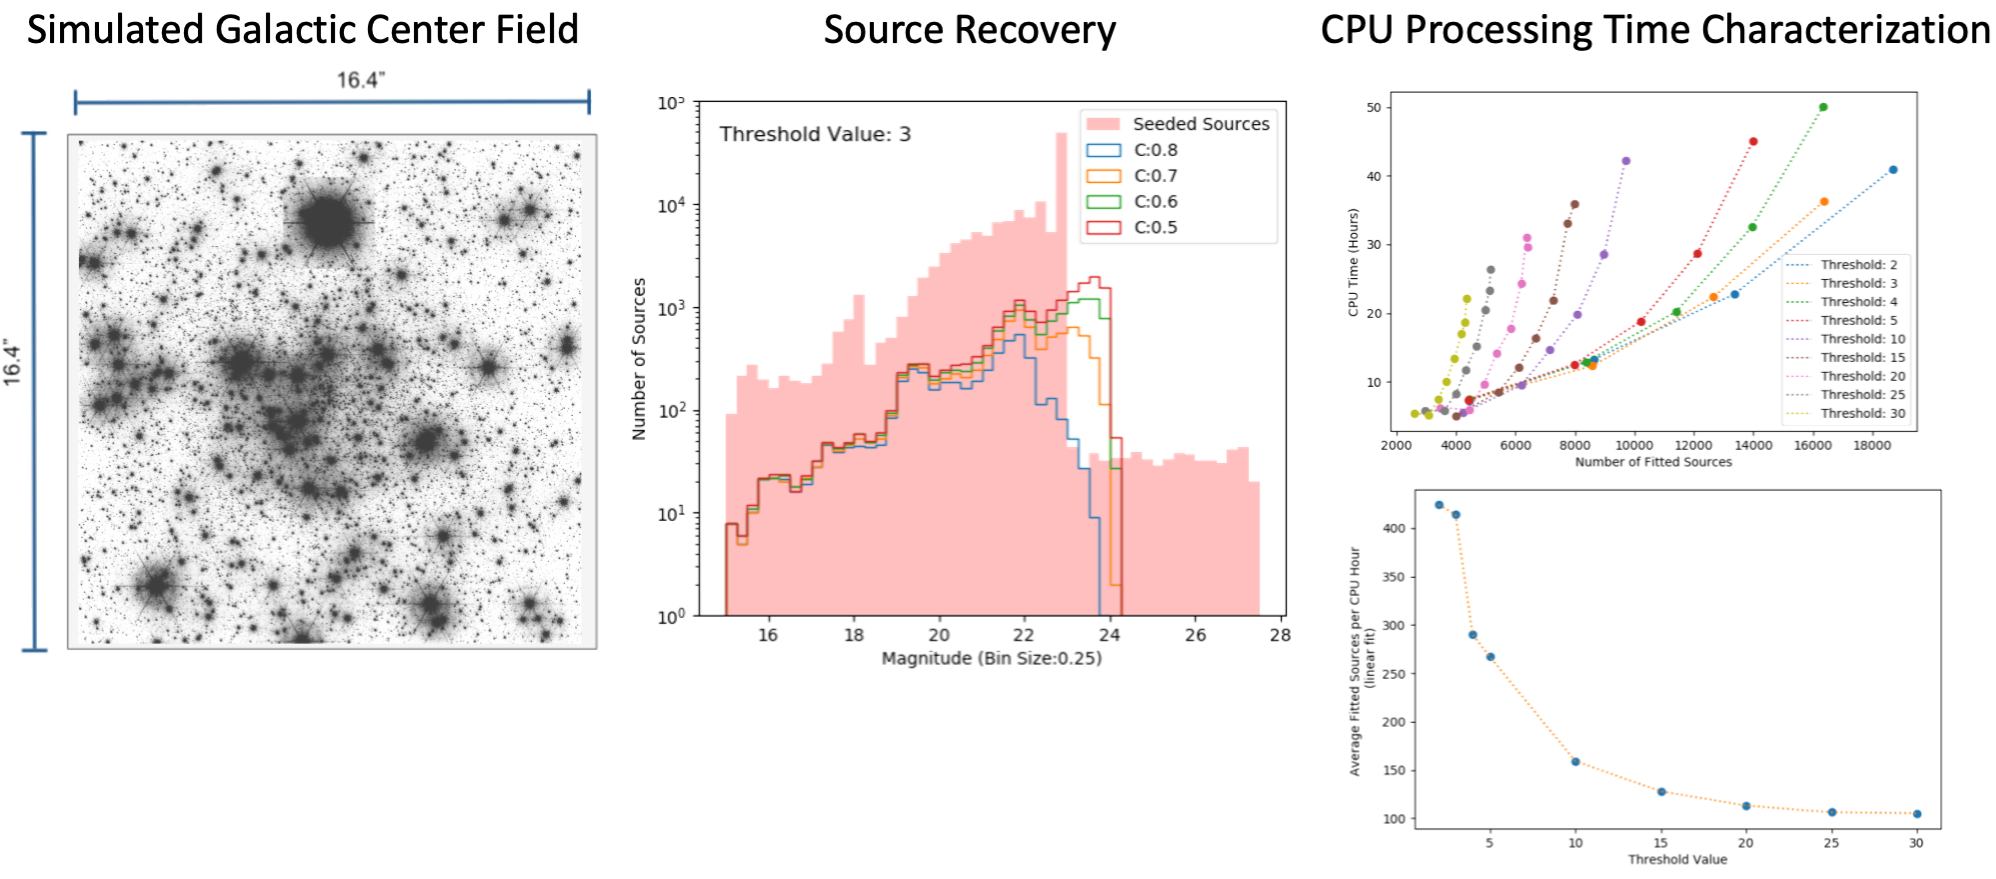 Simulated Galactic Center Field
16.4”
16.4”
Source Recovery
Threshold Value: 3
Seeded Sources
C:0.8
C:0.7
C:0.6
C:0.5
10⁵
10⁴
10³
10²
10¹
10⁰
Number of Sources
16 18 20 22 24 26 28
Magnitude (Bin Size:0.25)
CPU Processing Time Characterization
50
40
30
20
10
CPU Time (Hours)
Threshold: 2
Threshold: 3
Threshold: 4
Threshold: 5
Threshold: 10
Threshold: 15
Threshold: 20
Threshold: 25
Threshold: 30
2000 4000 6000 8000 10000 12000 14000 16000 18000
Number of Fitted Sources
400
350
300
250
200
150
100
Average Fitted Sources per CPU Hour
(linear fit)
5 10 15 20 25 30
Threshold Value